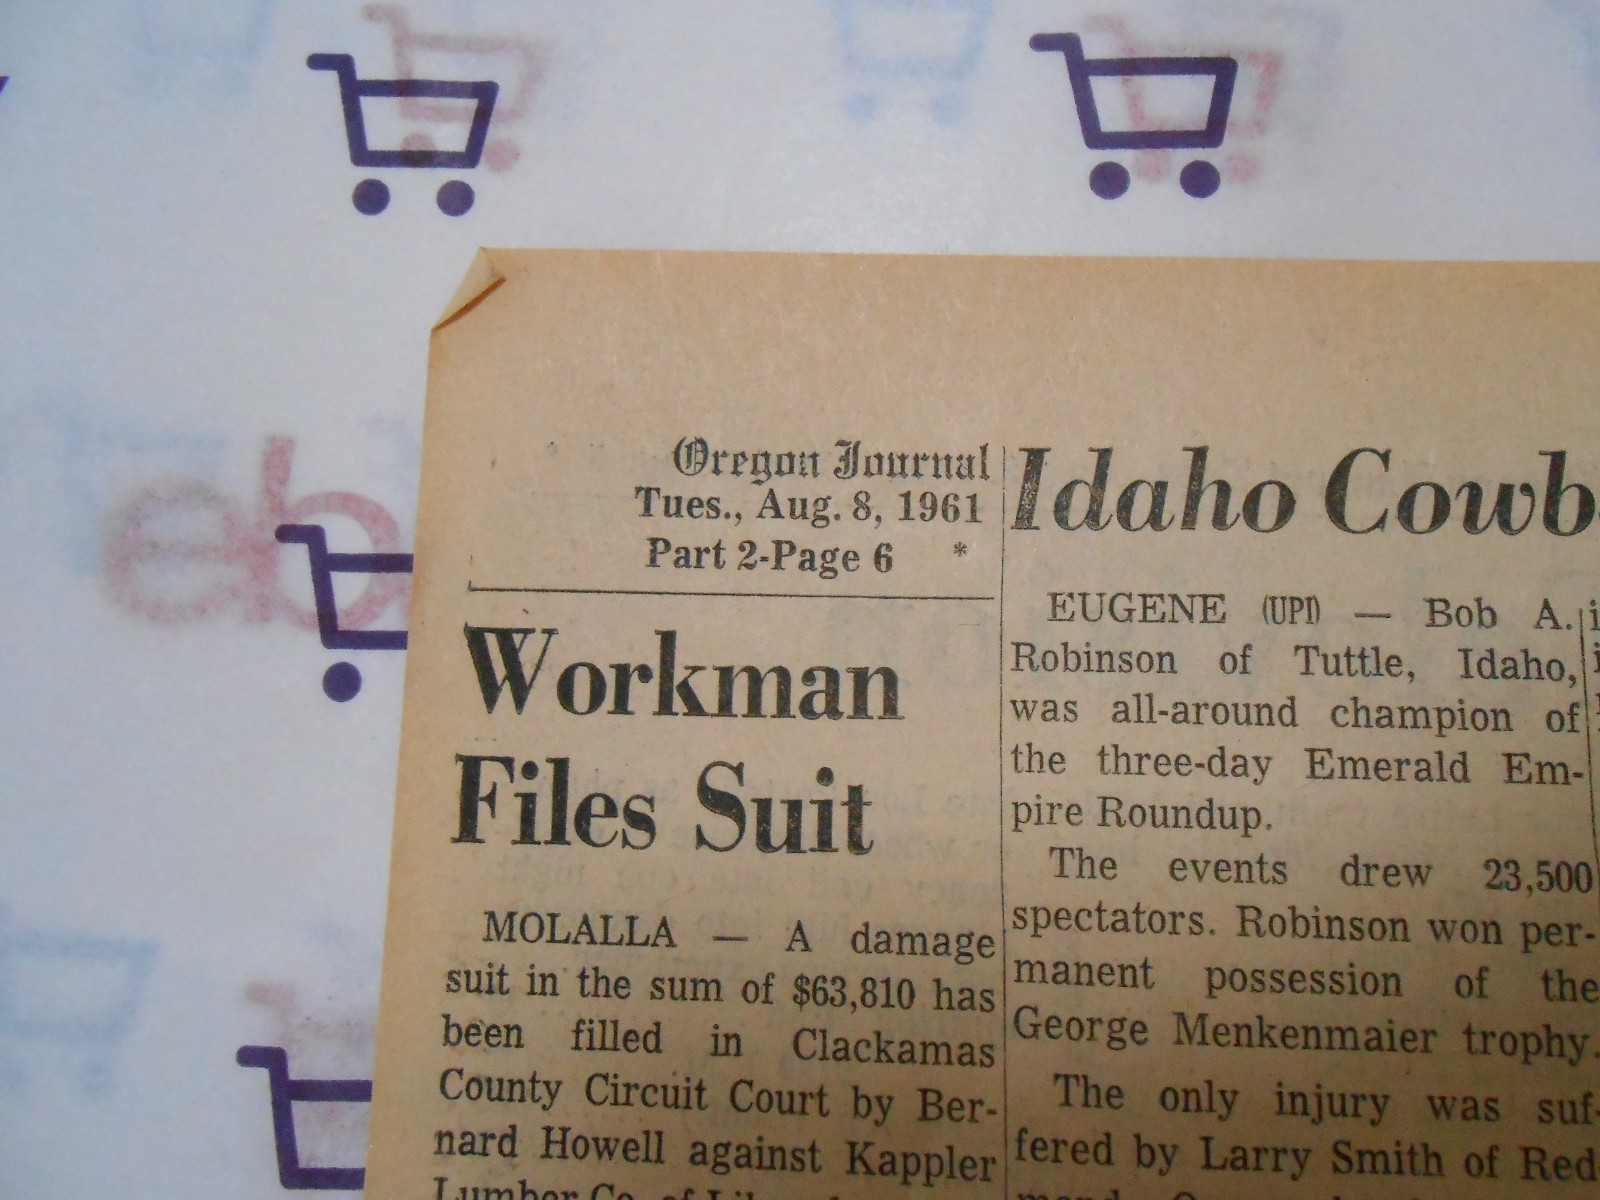 eb
Oregon Journal
Tues., Aug. 8, 1961
Part 2-Page 6 *
Workman
Files Suit
MOLALLA — A damage
suit in the sum of $63,810 has
been filled in Clackamas
County Circuit Court by Ber-
nard Howell against Kappler
Lumber Co. of
Idaho
EUGENE (UPI) — Bob A.
Robinson of Tuttle, Idaho,
was all-around champion of
the three-day Emerald Em-
pire Roundup.
The events drew 23,500
spectators. Robinson won per-
manent possession of the
George Menkenmaier trophy.
The only injury was suf-
fered by Larry Smith of Red-